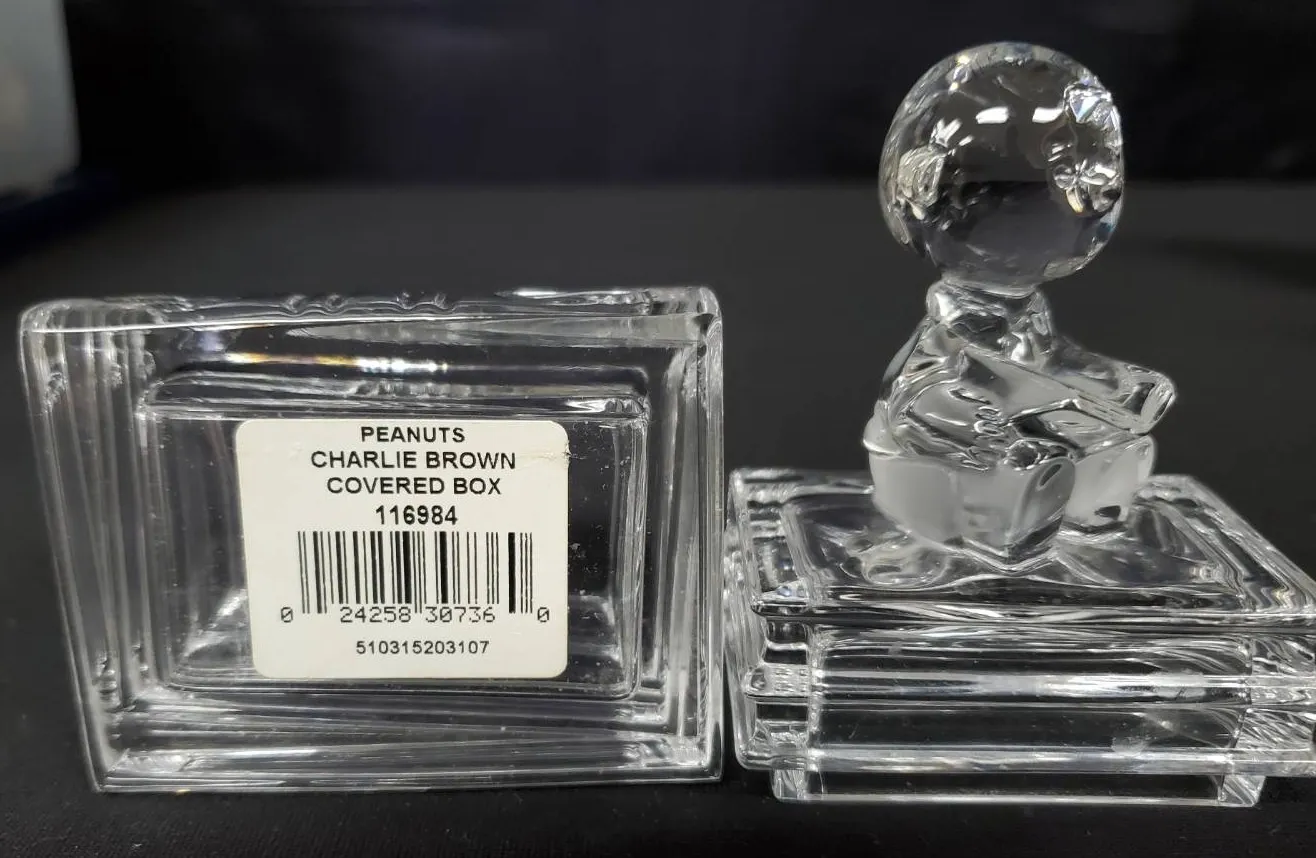 PEANUTS
CHARLIE BROWN
COVERED BOX
116984
0 24258 30736 0
510315203107